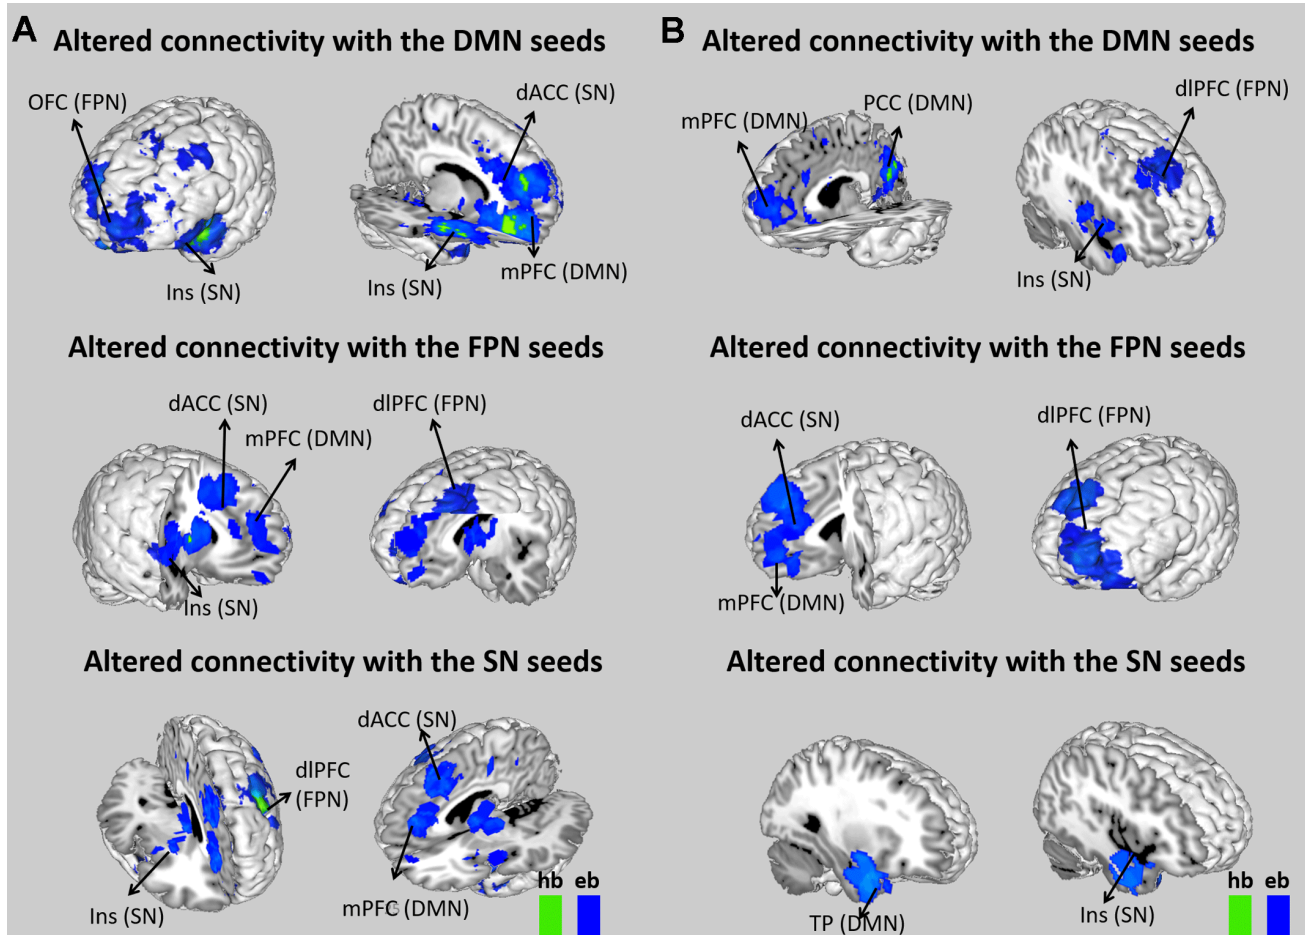 A
Altered connectivity with the DMN seeds
OFC (FPN)
dACC (SN)
Ins (SN)
Ins (SN)
mPFC (DMN)
Altered connectivity with the FPN seeds
dACC (SN)
mPFC (DMN)
dlPFC (FPN)
Ins (SN)
Altered connectivity with the SN seeds
dACC (SN)
dlPFC
(FPN)
Ins (SN)
mPFC (DMN)
hb eb
B
Altered connectivity with the DMN seeds
mPFC (DMN)
PCC (DMN)
dlPFC (FPN)
Ins (SN)
Altered connectivity with the FPN seeds
dACC (SN)
dlPFC (FPN)
mPFC (DMN)
Altered connectivity with the SN seeds
TP (DMN)
Ins (SN)
hb eb